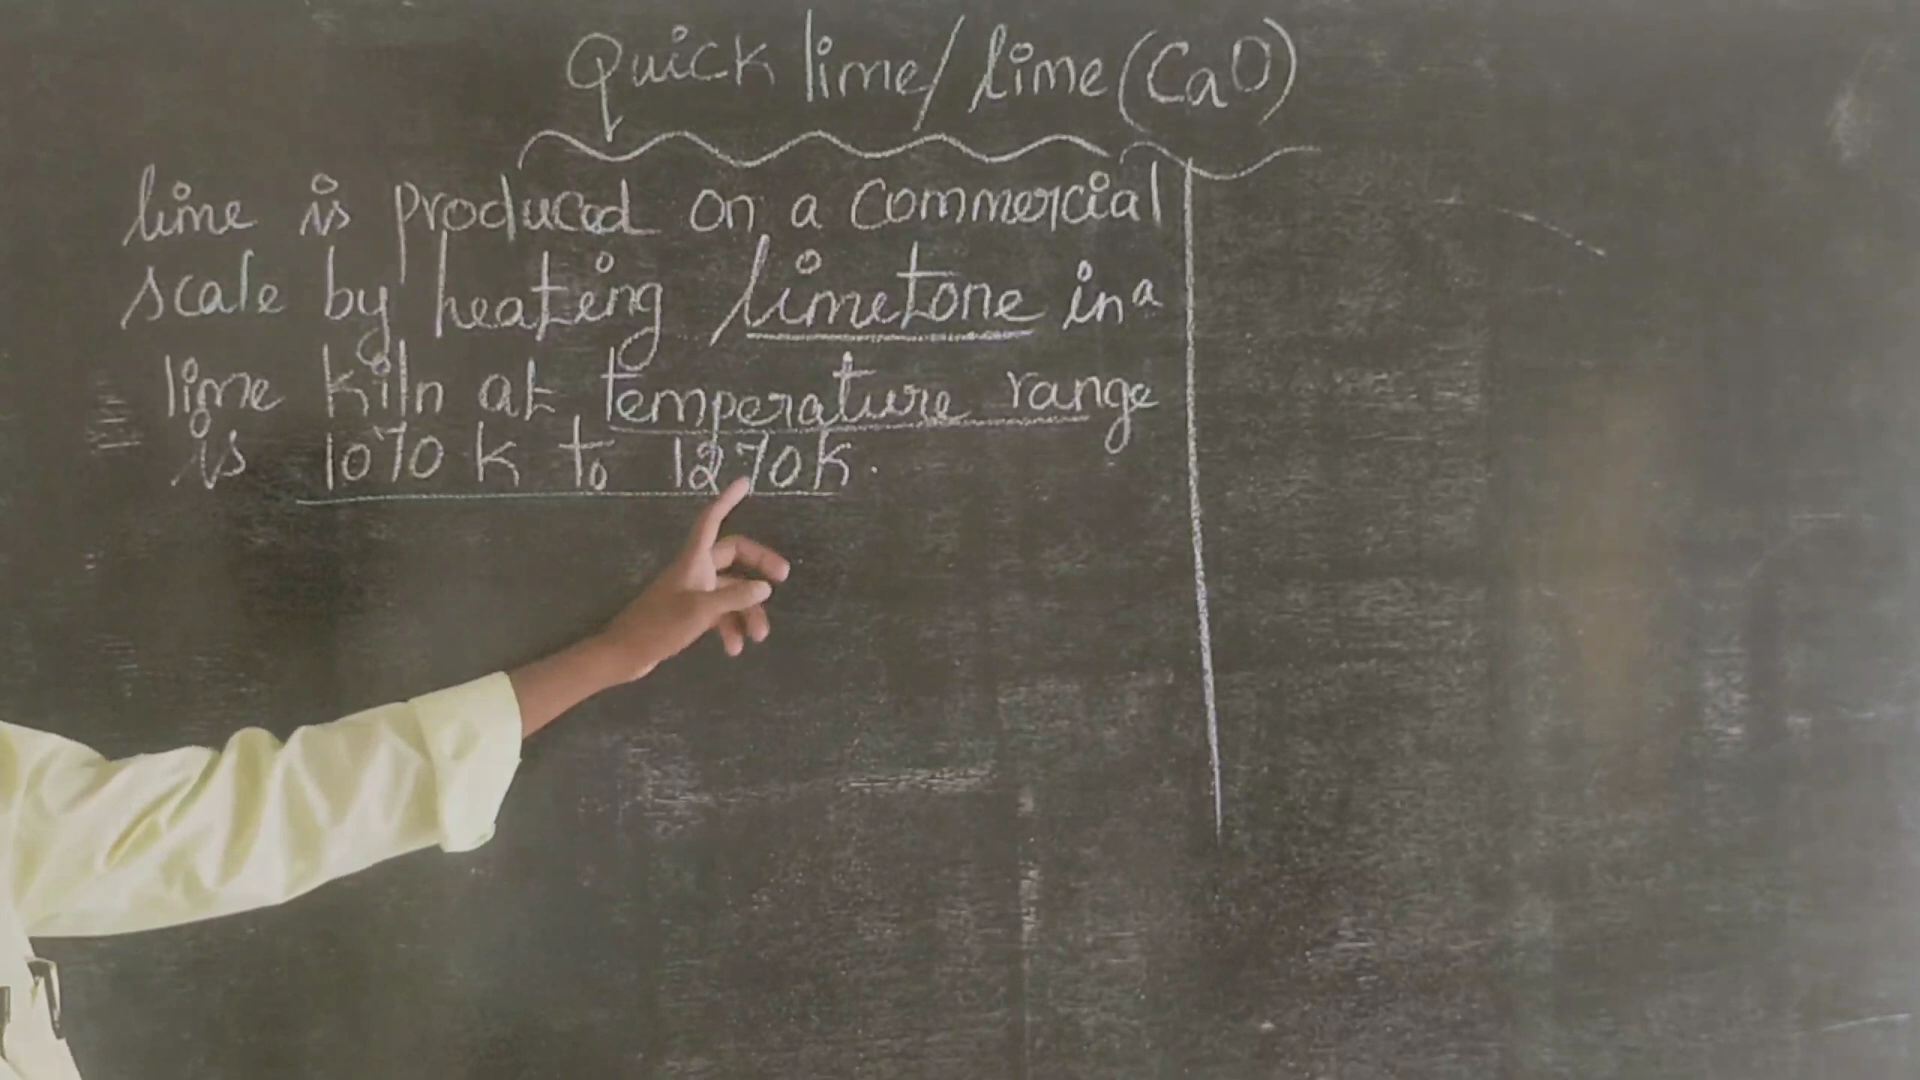 Quick lime/lime (CaO)
lime is produced on a commercial
scale by heating limetone in a
lime kiln at temperature range
is 1070 K to 1270K.